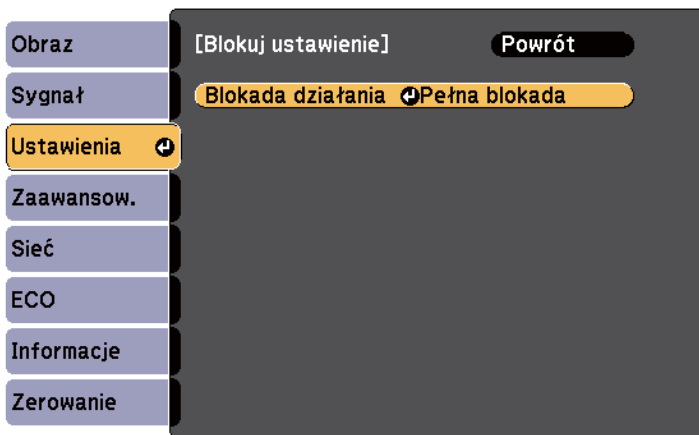 Obraz
Sygnał
Ustawienia
Zaawansow.
Sieć
ECO
Informacje
Zerowanie
[Blokuj ustawienie] Powrót
Blokada działania Pełna blokada